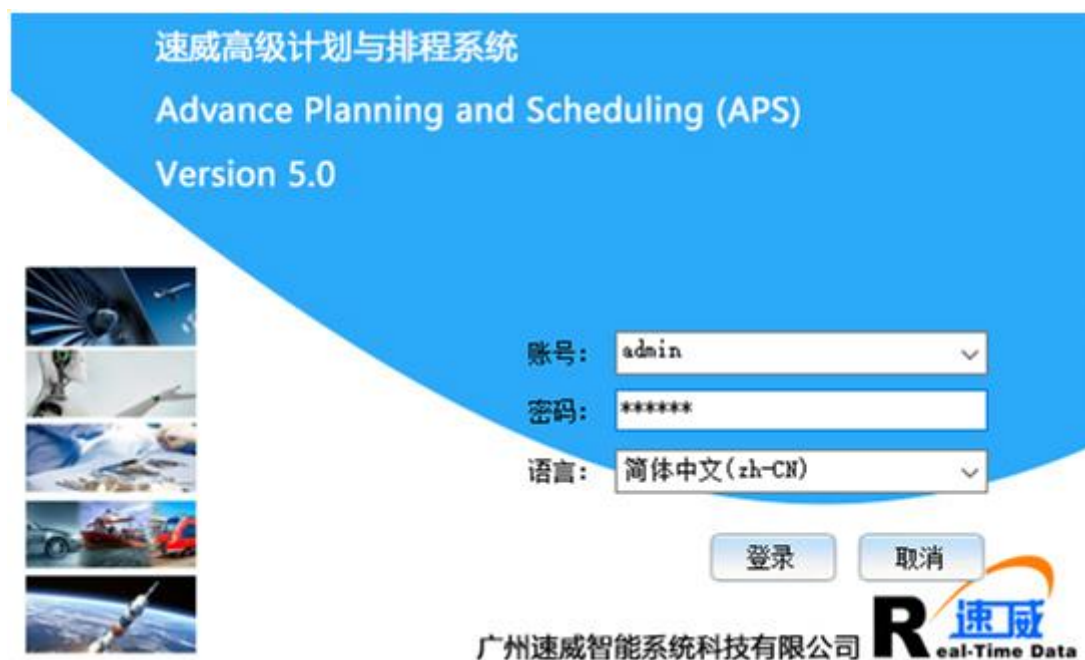 速威高级计划与排程系统
Advance Planning and Scheduling (APS)
Version 5.0
账号: admin
密码: ******
语言: 简体中文(zh-CN)
登录 取消
广州速威智能系统科技有限公司
R 速威
eal-Time Data